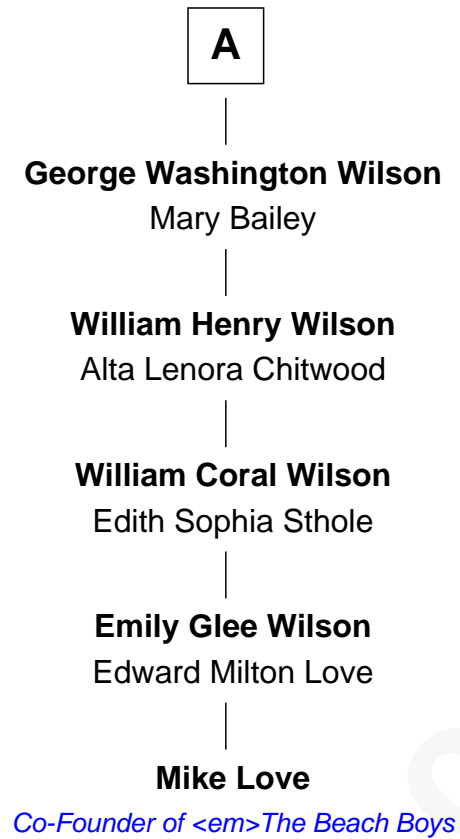 A
George Washington Wilson
Mary Bailey
William Henry Wilson
Alta Lenora Chitwood
William Coral Wilson
Edith Sophia Sthole
Emily Glee Wilson
Edward Milton Love
Mike Love
Co-Founder of <em>The Beach Boys